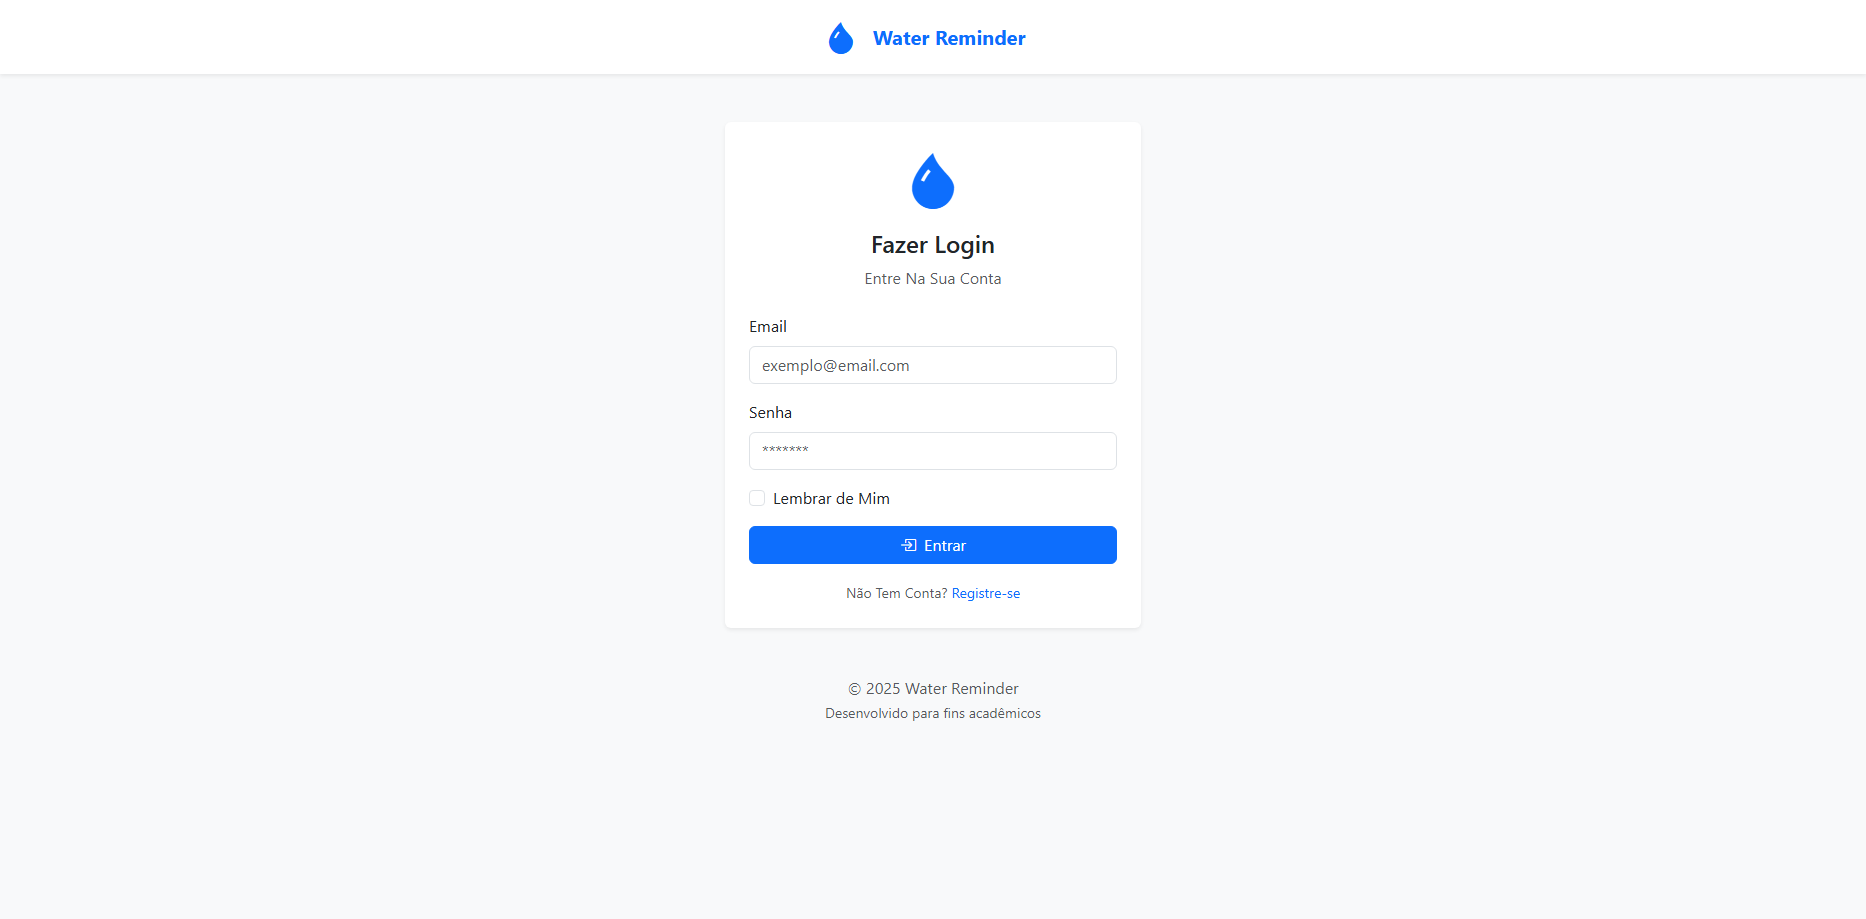 Water Reminder
Fazer Login
Entre Na Sua Conta
Email
exemplo@email.com
Senha
*******
Lembrar de Mim
Entrar
Não Tem Conta? Registre-se
© 2025 Water Reminder
Desenvolvido para fins acadêmicos